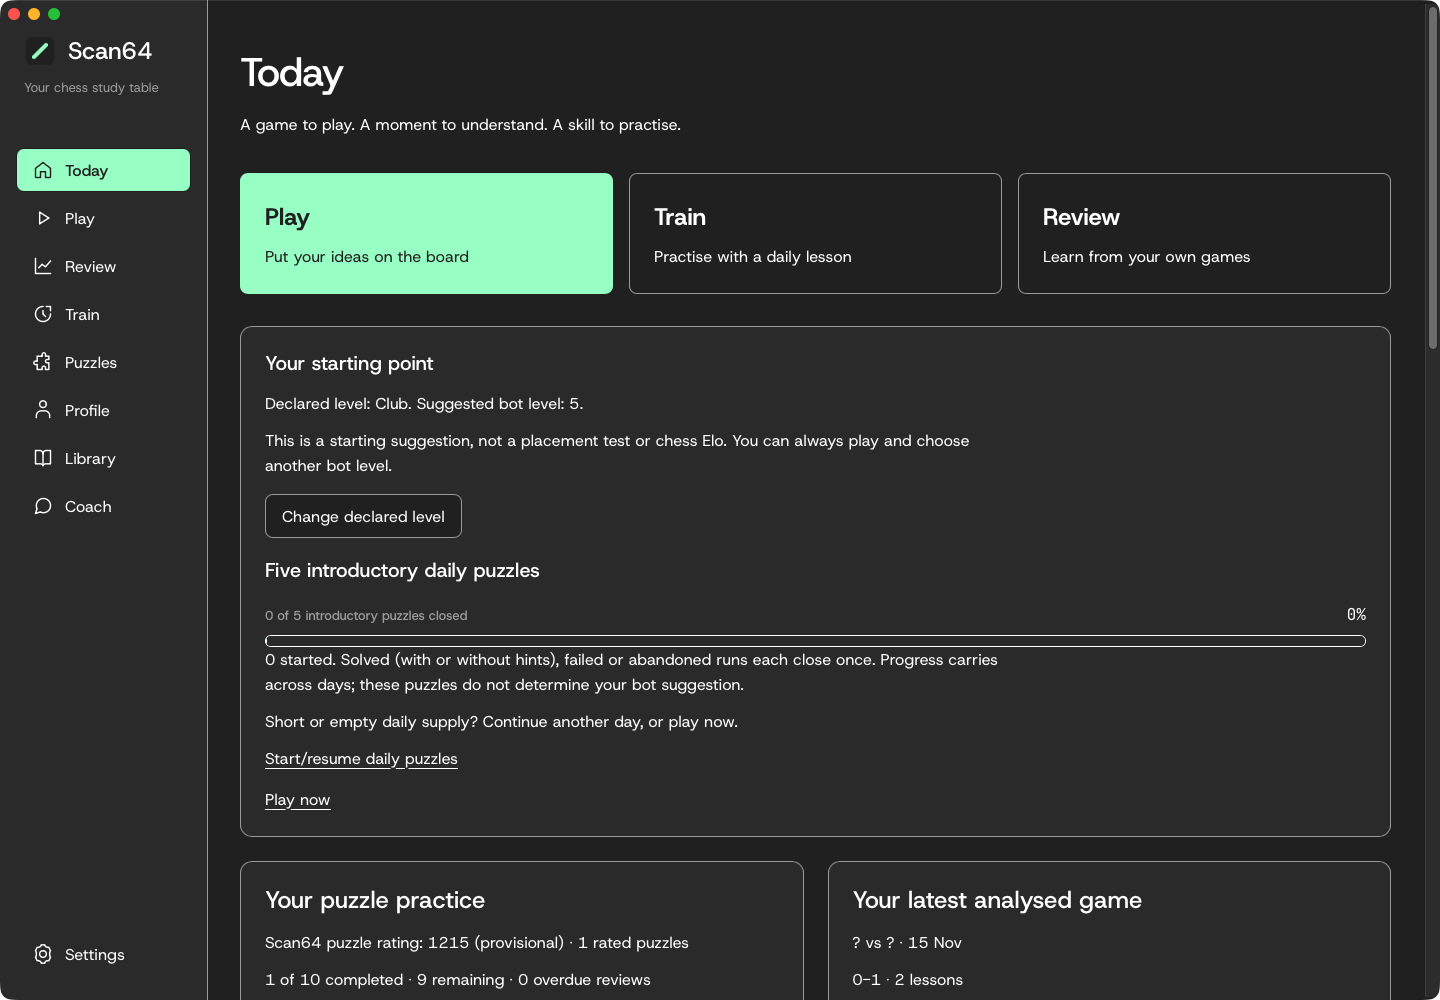 Scan64
Your chess study table
Today
Play
Review
Train
Puzzles
Profile
Library
Coach
Settings
Today
A game to play. A moment to understand. A skill to practise.
Play
Put your ideas on the board
Train
Practise with a daily lesson
Review
Learn from your own games
Your starting point
Declared level: Club. Suggested bot level: 5.
This is a starting suggestion, not a placement test or chess Elo. You can always play and choose
another bot level.
Change declared level
Five introductory daily puzzles
0 of 5 introductory puzzles closed
0%
0 started. Solved (with or without hints), failed or abandoned runs each close once. Progress carries
across days; these puzzles do not determine your bot suggestion.
Short or empty daily supply? Continue another day, or play now.
Start/resume daily puzzles
Play now
Your puzzle practice
Scan64 puzzle rating: 1215 (provisional) · 1 rated puzzles
1 of 10 completed · 9 remaining · 0 overdue reviews
Your latest analysed game
? vs ? · 15 Nov
0–1 · 2 lessons